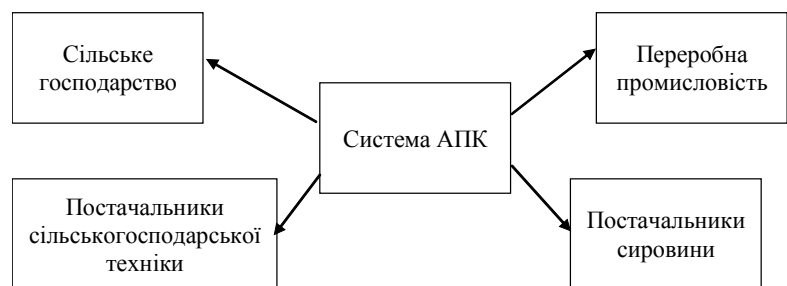 Сільське
господарство
Переробна
промисловість
Система АПК
Постачальники
сільськогосподарської
техніки
Постачальники
сировини